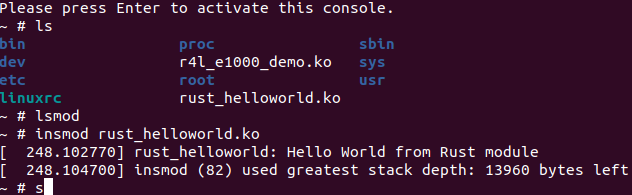 Please press Enter to activate this console.
~ # ls
bin                proc               sbin
dev                r4l_e1000_demo.ko  sys
etc                root               usr
linuxrc            rust_helloworld.ko
~ # lsmod
~ # insmod rust_helloworld.ko
[  248.102770] rust_helloworld: Hello World from Rust module
[  248.104700] insmod (82) used greatest stack depth: 13960 bytes left
~ # s